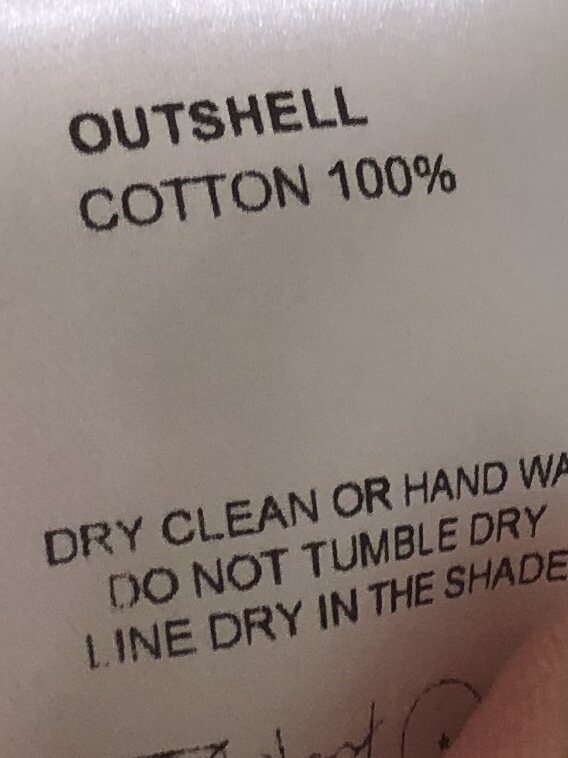 OUTSHELL
COTTON 100%
DRY CLEAN OR HAND WA
DO NOT TUMBLE DRY
LINE DRY IN THE SHADE